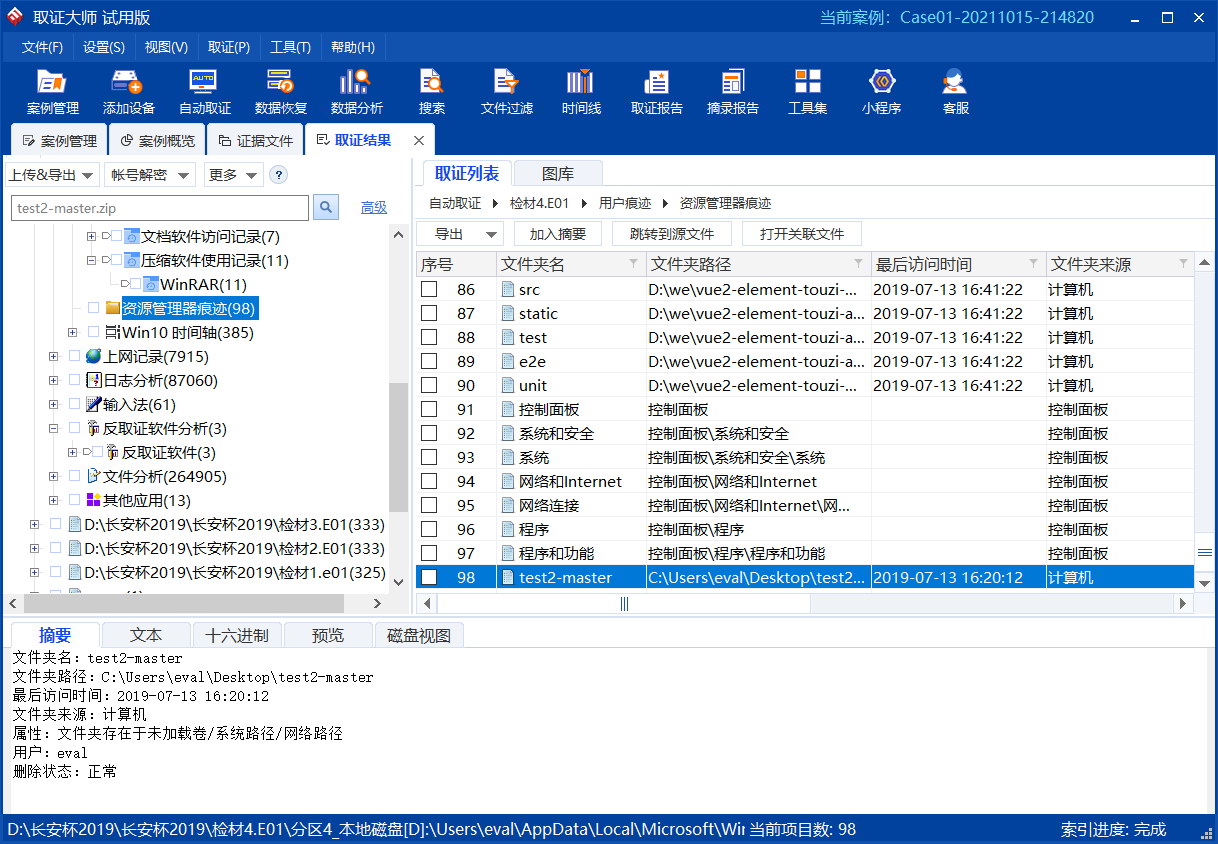 取证大师 试用版
当前案例：Case01-20211015-214820
文件(F) 设置(S) 视图(V) 取证(P) 工具(T) 帮助(H)
案例管理 添加设备 自动取证 数据恢复 数据分析 搜索 文件过滤 时间线 取证报告 摘录报告 工具集 小程序 客服
案例管理 案例概览 证据文件 取证结果
上传&导出 帐号解密 更多 ?
test2-master.zip 高级
文档软件访问记录(7)
压缩软件使用记录(11)
WinRAR(11)
资源管理器痕迹(98)
Win10 时间轴(385)
上网记录(7915)
日志分析(87060)
输入法(61)
反取证软件分析(3)
反取证软件(3)
文件分析(264905)
其他应用(13)
D:\长安杯2019\长安杯2019\检材3.E01(333)
D:\长安杯2019\长安杯2019\检材2.E01(333)
D:\长安杯2019\长安杯2019\检材1.e01(325)
取证列表 图库
自动取证 检材4.E01 用户痕迹 资源管理器痕迹
导出 加入摘要 跳转到源文件 打开关联文件
序号 文件夹名 文件夹路径 最后访问时间 文件夹来源
86 src D:\we\vue2-element-touzi-... 2019-07-13 16:41:22 计算机
87 static D:\we\vue2-element-touzi-a... 2019-07-13 16:41:22 计算机
88 test D:\we\vue2-element-touzi-a... 2019-07-13 16:41:22 计算机
89 e2e D:\we\vue2-element-touzi-a... 2019-07-13 16:41:22 计算机
90 unit D:\we\vue2-element-touzi-... 2019-07-13 16:41:22 计算机
91 控制面板 控制面板 控制面板
92 系统和安全 控制面板\系统和安全 控制面板
93 系统 控制面板\系统和安全\系统 控制面板
94 网络和Internet 控制面板\网络和Internet 控制面板
95 网络连接 控制面板\网络和Internet\网... 控制面板
96 程序 控制面板\程序 控制面板
97 程序和功能 控制面板\程序\程序和功能 控制面板
98 test2-master C:\Users\eval\Desktop\test2... 2019-07-13 16:20:12 计算机
摘要 文本 十六进制 预览 磁盘视图
文件夹名：test2-master
文件夹路径：C:\Users\eval\Desktop\test2-master
最后访问时间：2019-07-13 16:20:12
文件夹来源：计算机
属性：文件夹存在于未加载卷/系统路径/网络路径
用户：eval
删除状态：正常
D:\长安杯2019\长安杯2019\检材4.E01\分区4_本地磁盘[D]:\Users\eval\AppData\Local\Microsoft\Wi 当前项目数: 98 索引进度: 完成